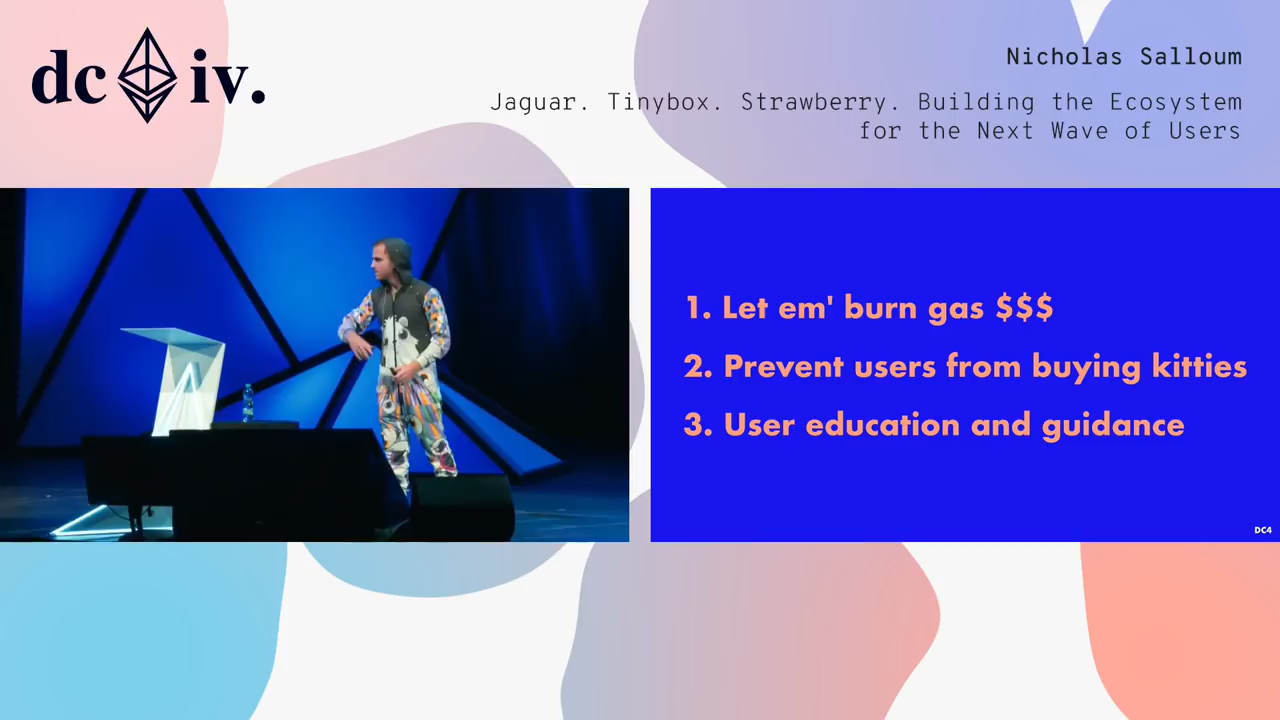 dc iv.
Nicholas Salloum
Jaguar. Tinybox. Strawberry. Building the Ecosystem
for the Next Wave of Users
1. Let em' burn gas $$$
2. Prevent users from buying kitties
3. User education and guidance
DC4